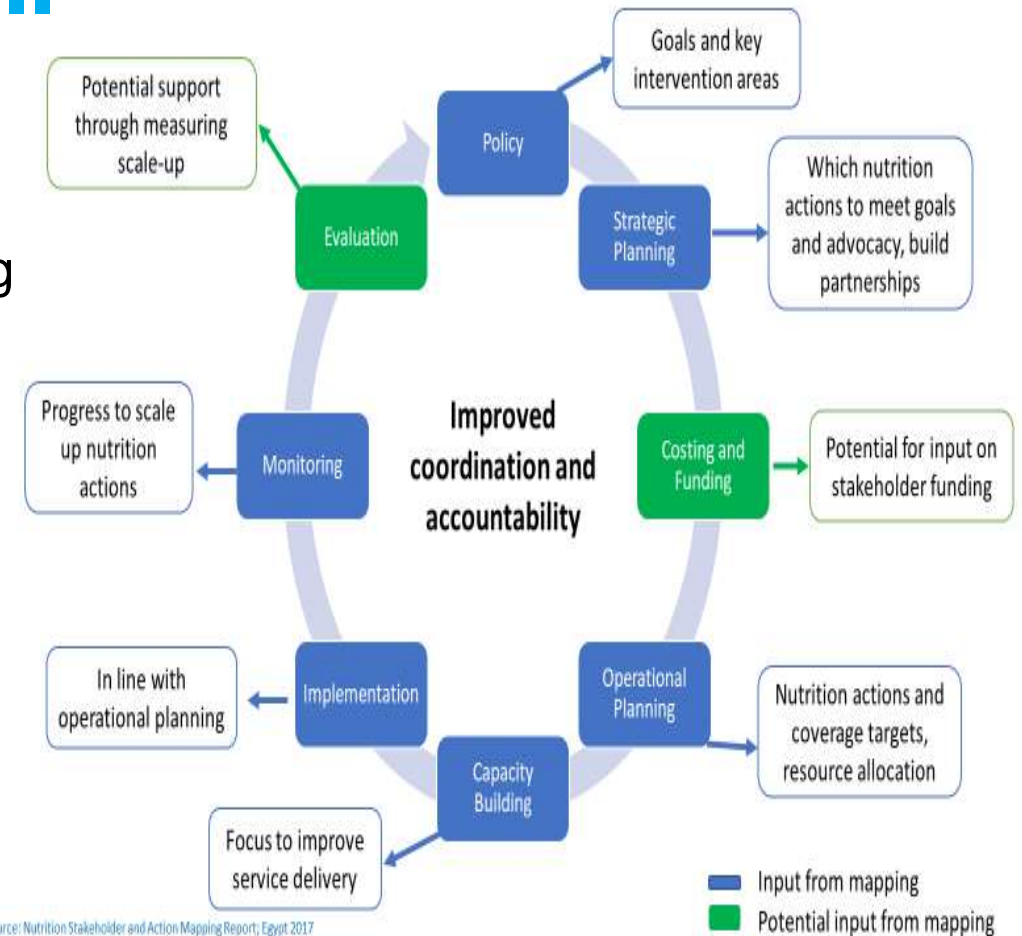 Goals and key
intervention areas
Potential support
through measuring
scale-up
Policy
Which nutrition
actions to meet goals
and advocacy, build
partnerships
Strategic
Planning
Evaluation
g
Improved
coordination and
accountability
Progress to scale
up nutrition
actions
Monitoring
Costing and
Funding
Potential for input on
stakeholder funding
In line with
operational planning
Implementation
Operational
Planning
Nutrition actions and
coverage targets,
resource allocation
Capacity
Building
Focus to improve
service delivery
Input from mapping
Potential input from mapping
urce: Nutrition Stakeholder and Action Mapping Report; Egypt 2017